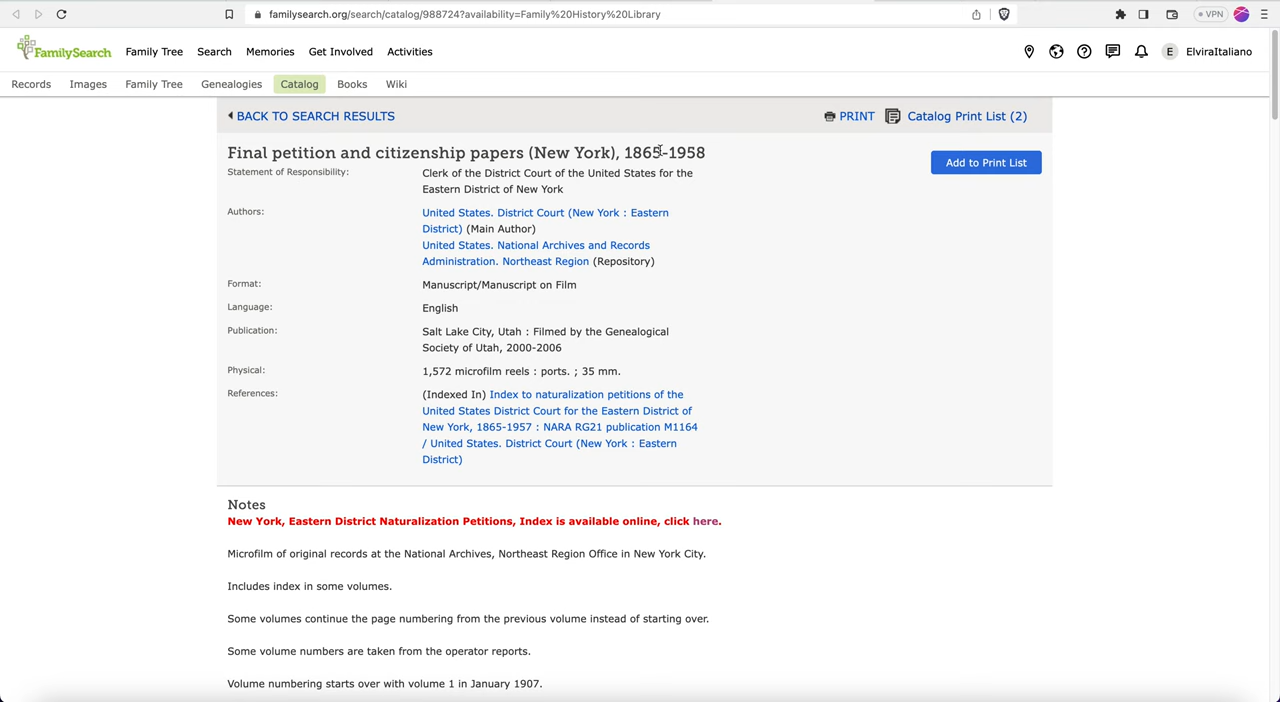 familysearch.org/search/catalog/988724?availability=Family%20History%20Library
VPN
FamilySearch Family Tree Search Memories Get Involved Activities E ElviraItaliano
Records Images Family Tree Genealogies Catalog Books Wiki
BACK TO SEARCH RESULTS PRINT Catalog Print List (2)
Final petition and citizenship papers (New York), 1865-1958
Add to Print List
Statement of Responsibility: Clerk of the District Court of the United States for the
Eastern District of New York
Authors: United States. District Court (New York : Eastern
District) (Main Author)
United States. National Archives and Records
Administration. Northeast Region (Repository)
Format: Manuscript/Manuscript on Film
Language: English
Publication: Salt Lake City, Utah : Filmed by the Genealogical
Society of Utah, 2000-2006
Physical: 1,572 microfilm reels : ports. ; 35 mm.
References: (Indexed In) Index to naturalization petitions of the
United States District Court for the Eastern District of
New York, 1865-1957 : NARA RG21 publication M1164
/ United States. District Court (New York : Eastern
District)
Notes
New York, Eastern District Naturalization Petitions, Index is available online, click here.
Microfilm of original records at the National Archives, Northeast Region Office in New York City.
Includes index in some volumes.
Some volumes continue the page numbering from the previous volume instead of starting over.
Some volume numbers are taken from the operator reports.
Volume numbering starts over with volume 1 in January 1907.